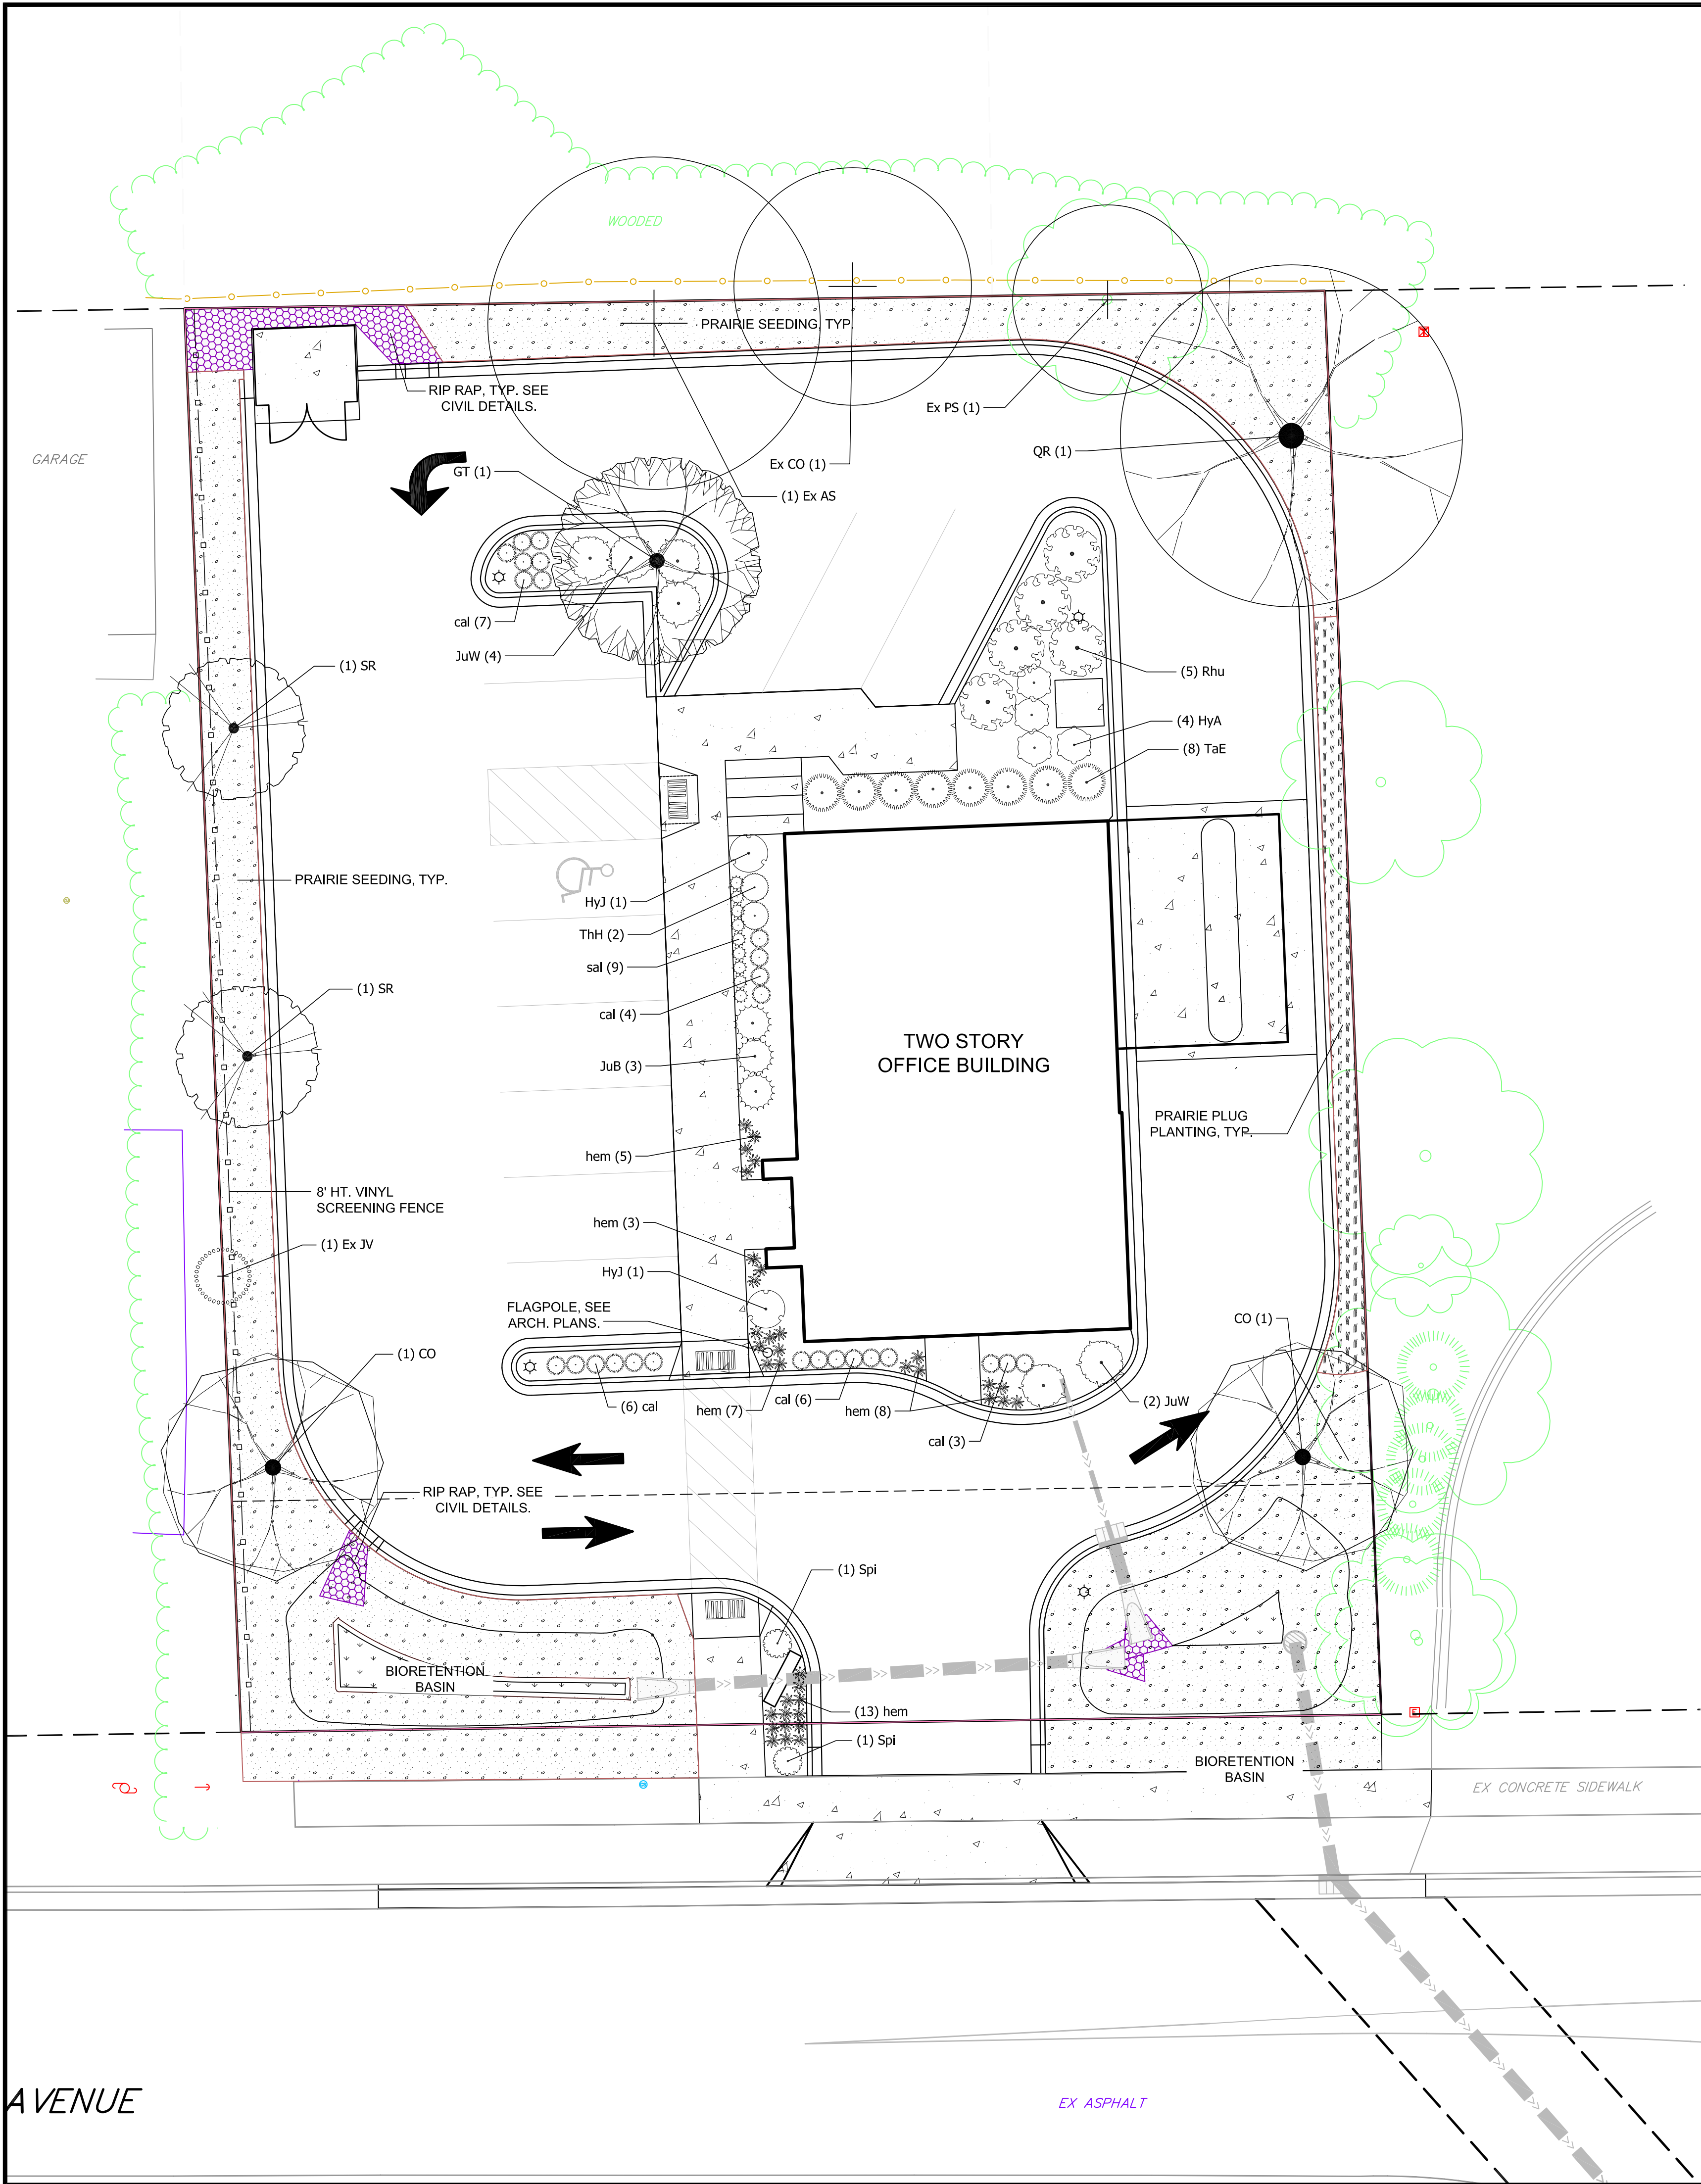 WOODED
PRAIRIE SEEDING, TYP.
RIP RAP, TYP. SEE
CIVIL DETAILS.
Ex PS (1)
GARAGE
QR (1)
GT (1)
Ex CO (1)
(1) Ex AS
cal (7)
JuW (4)
(1) SR
(5) Rhu
(4) HyA
(8) TaE
PRAIRIE SEEDING, TYP.
HyJ (1)
ThH (2)
sal (9)
(1) SR
cal (4)
TWO STORY
OFFICE BUILDING
JuB (3)
PRAIRIE PLUG
PLANTING, TYP.
hem (5)
8' HT. VINYL
SCREENING FENCE
hem (3)
(1) Ex JV
HyJ (1)
FLAGPOLE, SEE
ARCH. PLANS.
CO (1)
(1) CO
(6) cal
hem (7)
cal (6)
hem (8)
(2) JuW
cal (3)
RIP RAP, TYP. SEE
CIVIL DETAILS.
(1) Spi
BIORETENTION
BASIN
(13) hem
(1) Spi
E
BIORETENTION
BASIN
EX CONCRETE SIDEWALK
AVENUE
EX ASPHALT